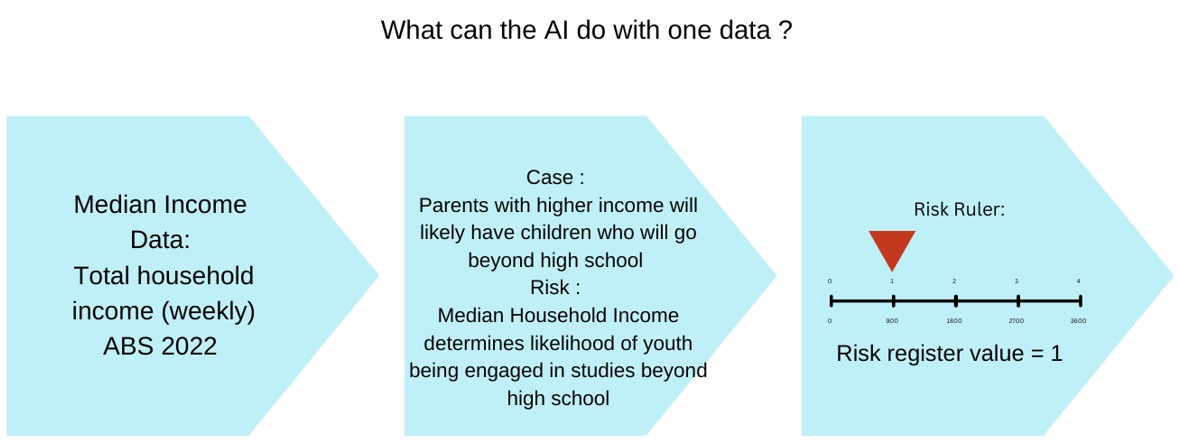 What can the AI do with one data ?
Median Income
Data:
Total household
income (weekly)
ABS 2022
Case :
Parents with higher income will
likely have children who will go
beyond high school
Risk :
Median Household Income
determines likelihood of youth
being engaged in studies beyond
high school
Risk Ruler:
0 1 2 3 4
0 900 1800 2700 3600
Risk register value = 1